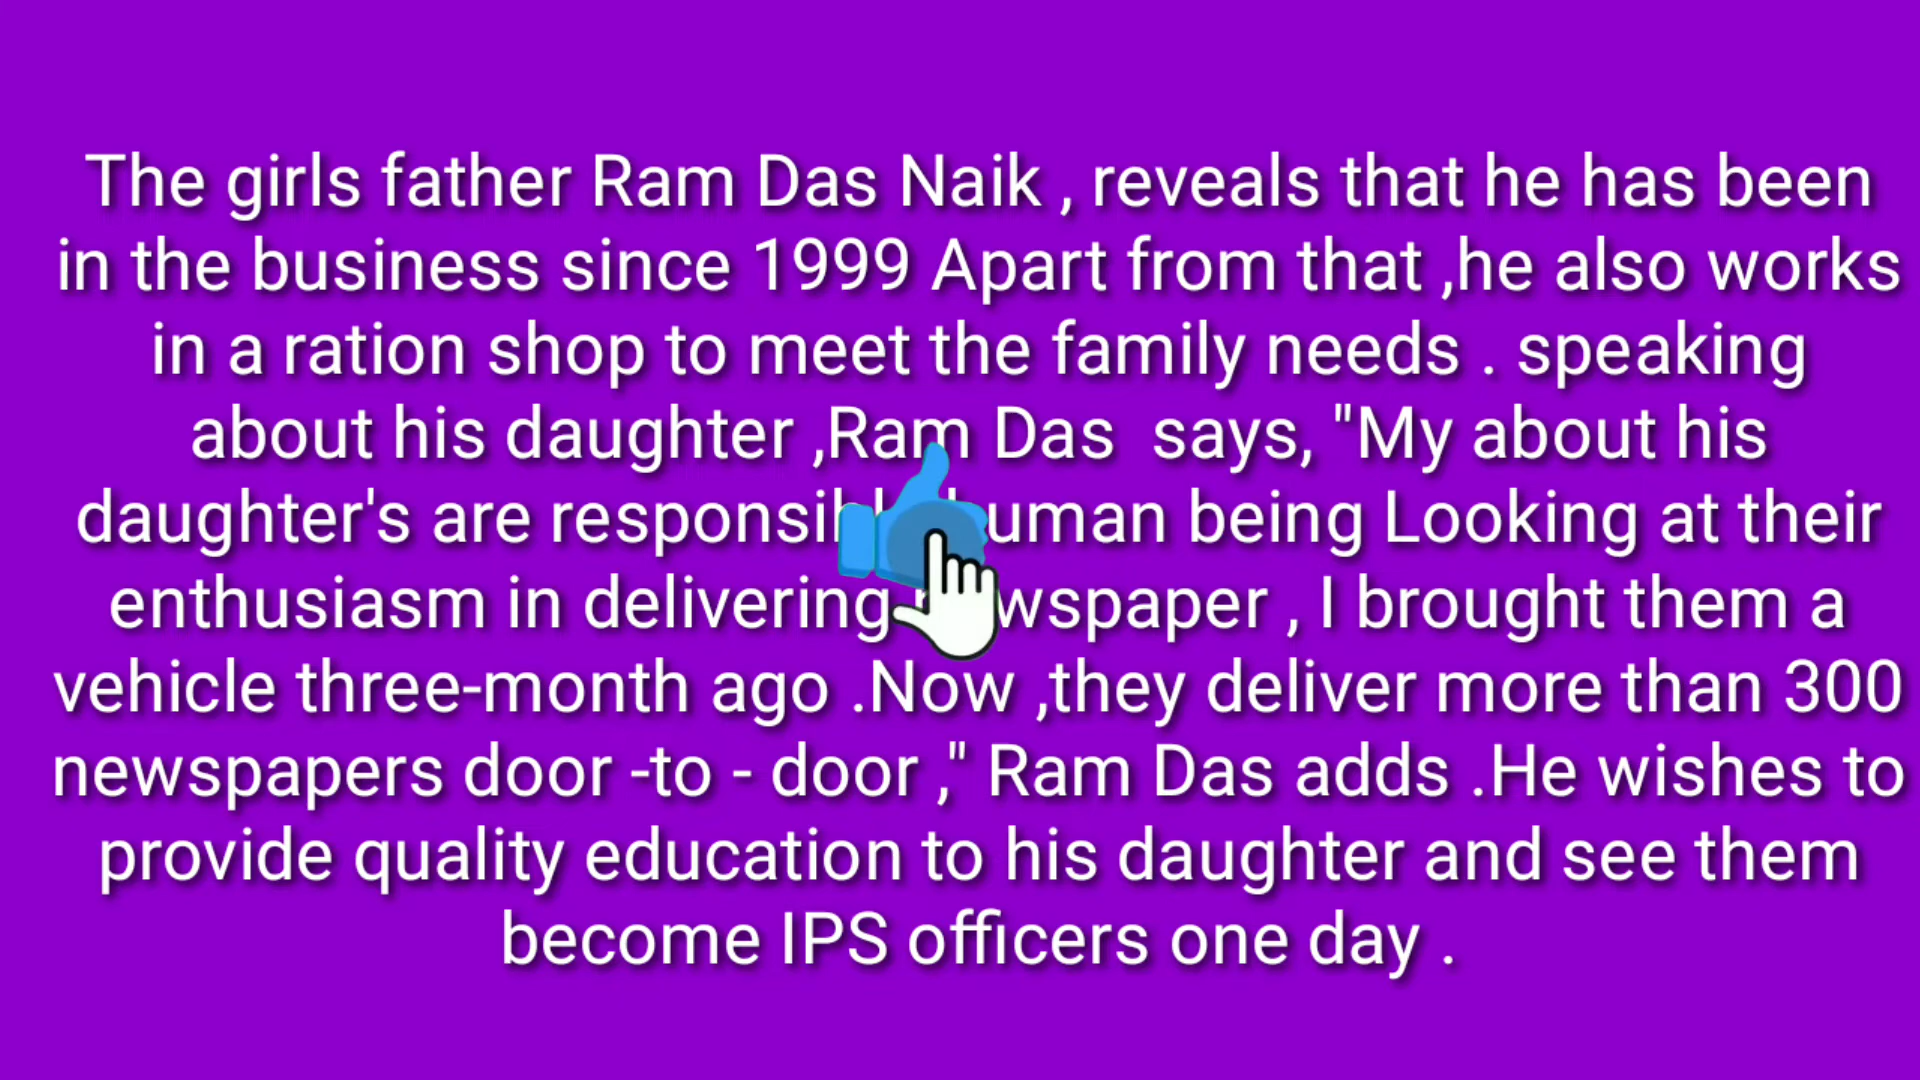 The girls father Ram Das Naik , reveals that he has been
in the business since 1999 Apart from that ,he also works
in a ration shop to meet the family needs . speaking
about his daughter ,Ram Das  says, "My about his
daughter's are responsible human being Looking at their
enthusiasm in delivering newspaper , I brought them a
vehicle three-month ago .Now ,they deliver more than 300
newspapers door -to - door ," Ram Das adds .He wishes to
provide quality education to his daughter and see them
become IPS officers one day .